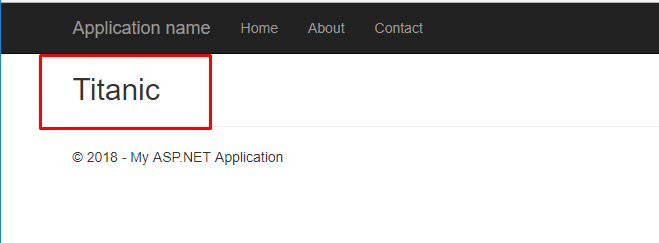 Application name Home About Contact
Titanic
© 2018 - My ASP.NET Application